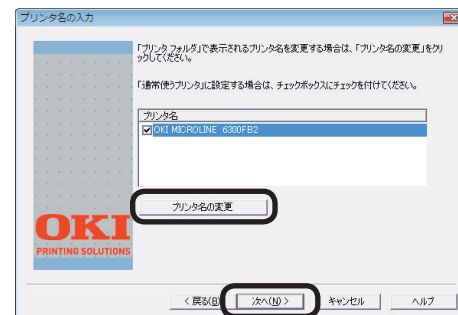 プリンタ名の入力
「プリンタ フォルダ」で表示されるプリンタ名を変更する場合は、「プリンタ名の変更」をクリ
ックしてください。
「通常使うプリンタ」に設定する場合は、チェックボックスにチェックを付けてください。
プリンタ名
OKI MICROLINE 6300FB2
プリンタ名の変更
OKI
PRINTING SOLUTIONS
< 戻る(B)
次へ(N) >
キャンセル
ヘルプ